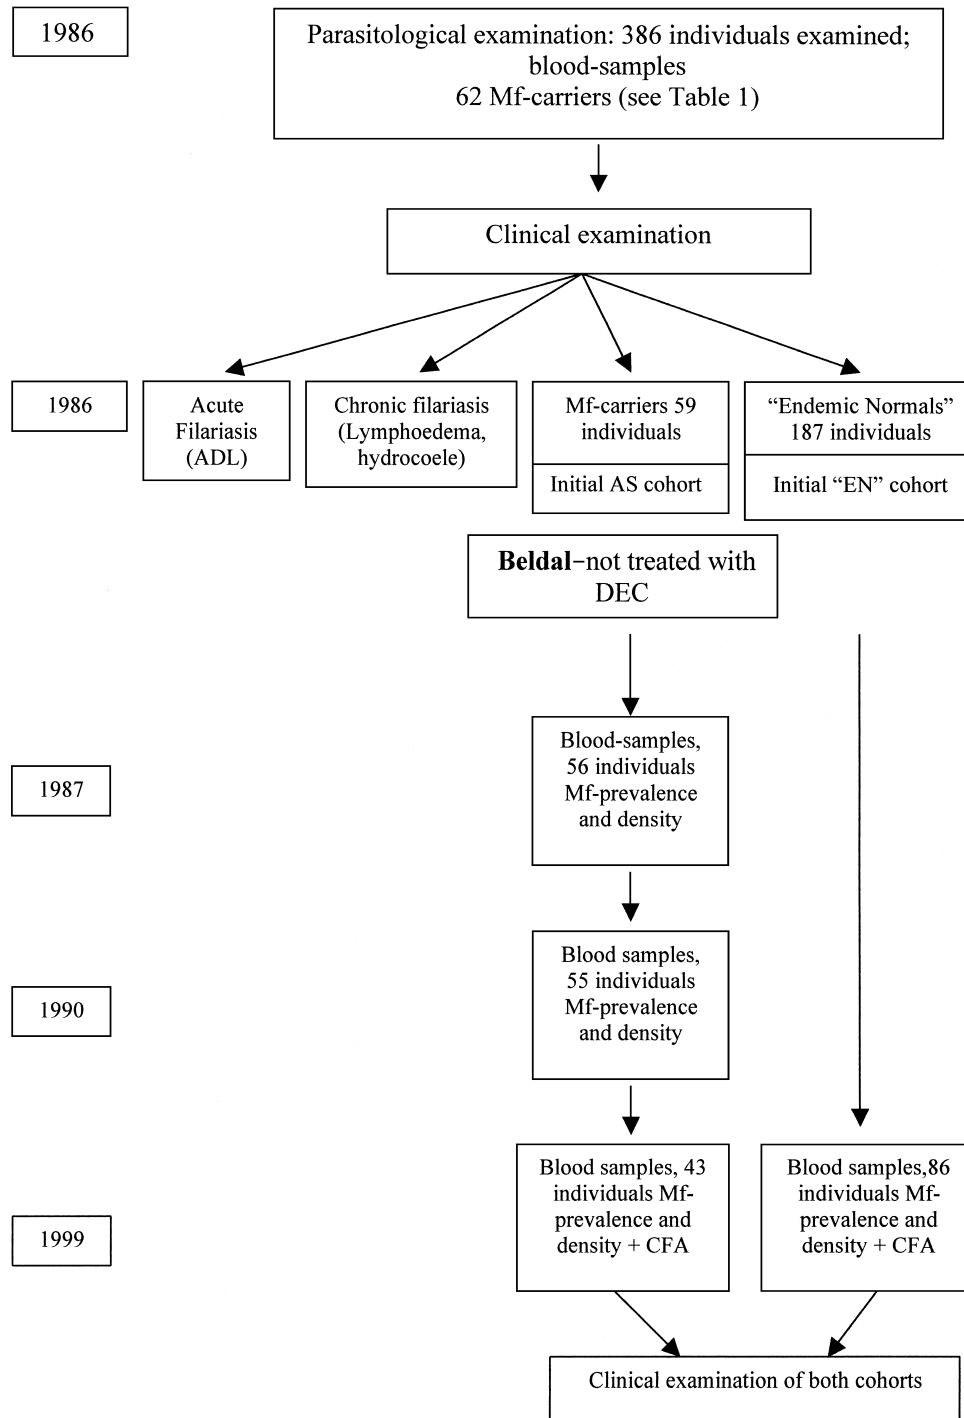 1986
Parasitological examination: 386 individuals examined;
blood-samples
62 Mf-carriers (see Table 1)
Clinical examination
1986
Acute
Filariasis
(ADL)
Chronic filariasis
(Lymphoedema,
hydrocoele)
Mf-carriers 59
individuals
Initial AS cohort
“Endemic Normals”
187 individuals
Initial “EN” cohort
Beldal–not treated with
DEC
1987
Blood-samples,
56 individuals
Mf-prevalence
and density
1990
Blood samples,
55 individuals
Mf-prevalence
and density
1999
Blood samples, 43
individuals Mf-
prevalence and
density + CFA
Blood samples,86
individuals Mf-
prevalence and
density + CFA
Clinical examination of both cohorts